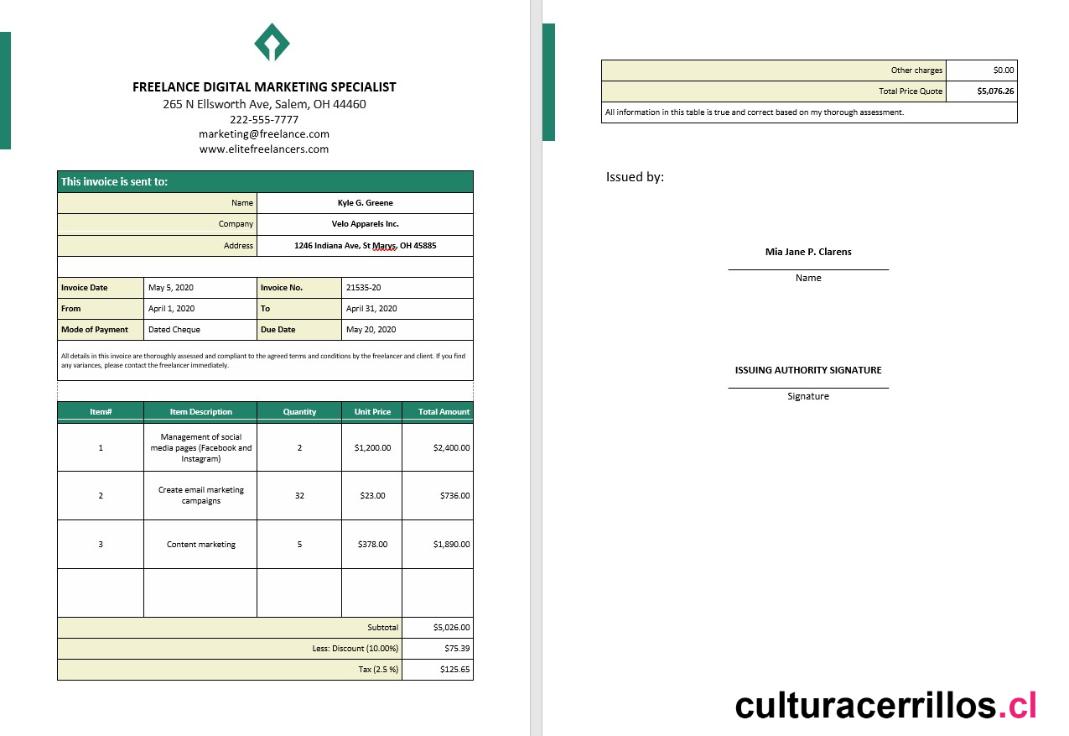 FREELANCE DIGITAL MARKETING SPECIALIST
265 N Ellsworth Ave, Salem, OH 44460
222-555-7777
marketing@freelance.com
www.elitefreelancers.com
This invoice is sent to:
Name Kyle G. Greene
Company Velo Apparels Inc.
Address 1246 Indiana Ave, St Marys, OH 45885
Invoice Date May 5, 2020 Invoice No. 21535-20
From April 1, 2020 To April 31, 2020
Mode of Payment Dated Cheque Due Date May 20, 2020
All details in this invoice are thoroughly assessed and compliant to the agreed terms and conditions by the freelancer and client. If you find
any variances, please contact the freelancer immediately.
Item# Item Description Quantity Unit Price Total Amount
1 Management of social media pages (Facebook and Instagram) 2 $1,200.00 $2,400.00
2 Create email marketing campaigns 32 $23.00 $736.00
3 Content marketing 5 $378.00 $1,890.00
Subtotal $5,026.00
Less: Discount (10.00%) $75.39
Tax (2.5 %) $125.65
Other charges $0.00
Total Price Quote $5,076.26
All information in this table is true and correct based on my thorough assessment.
Issued by:
Mia Jane P. Clarens
Name
ISSUING AUTHORITY SIGNATURE
Signature
culturacerrillos.cl